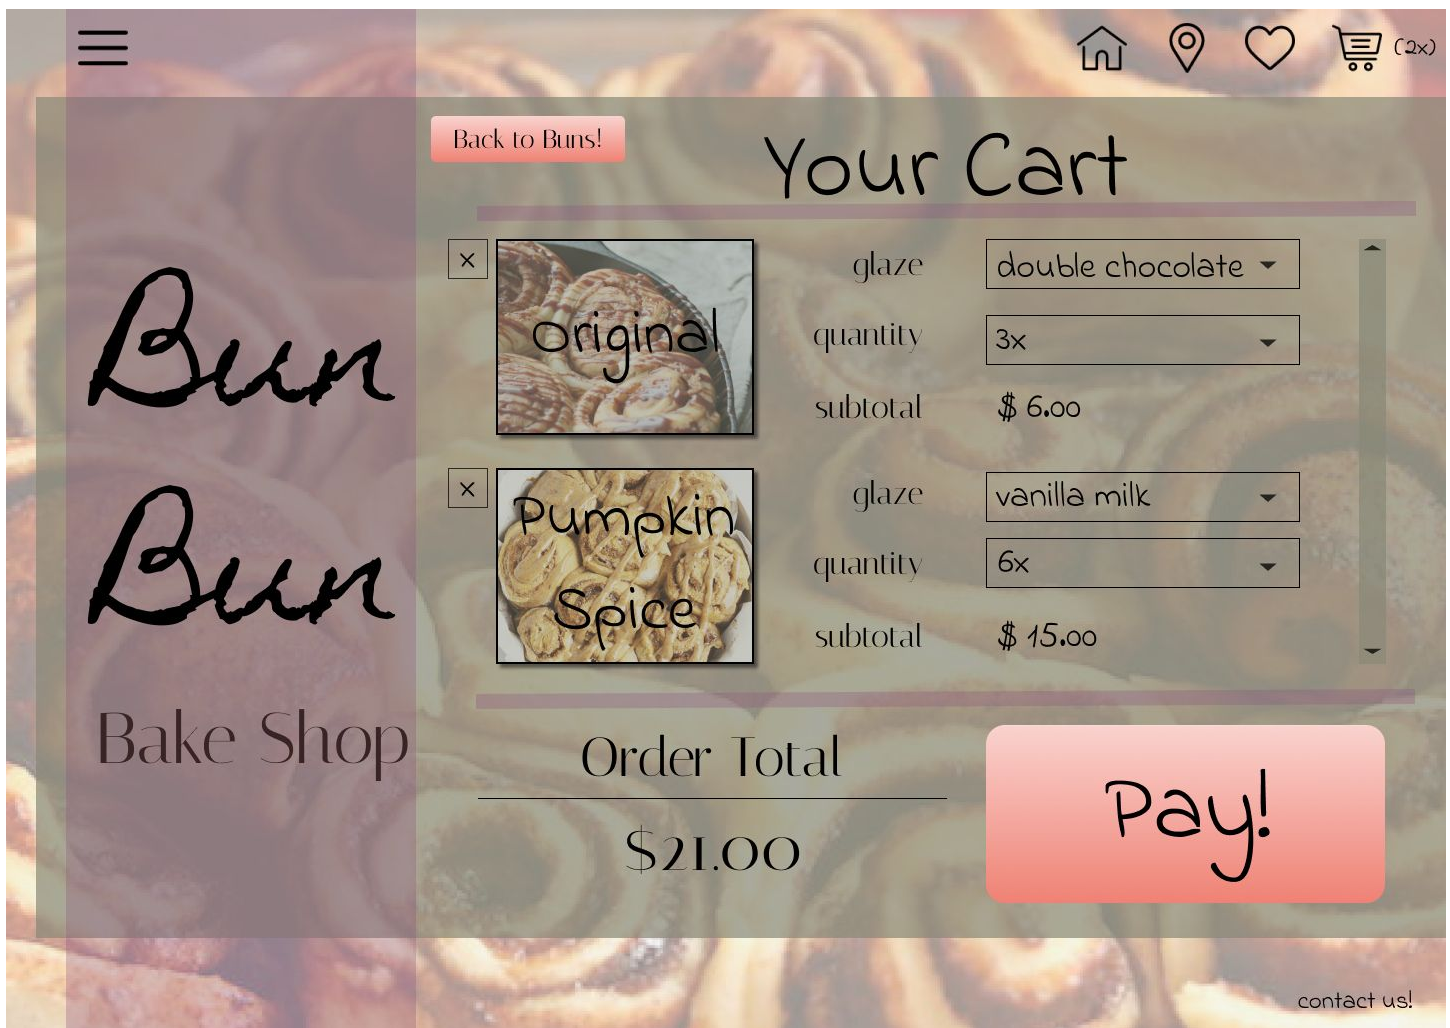 (2x)
Back to Buns!
Your Cart
Bun
Bun
Bake Shop
×
Original
glaze
double chocolate
quantity
3x
subtotal
$ 6.00
×
Pumpkin
Spice
glaze
vanilla milk
quantity
6x
subtotal
$ 15.00
Order Total
$21.00
Pay!
contact us!